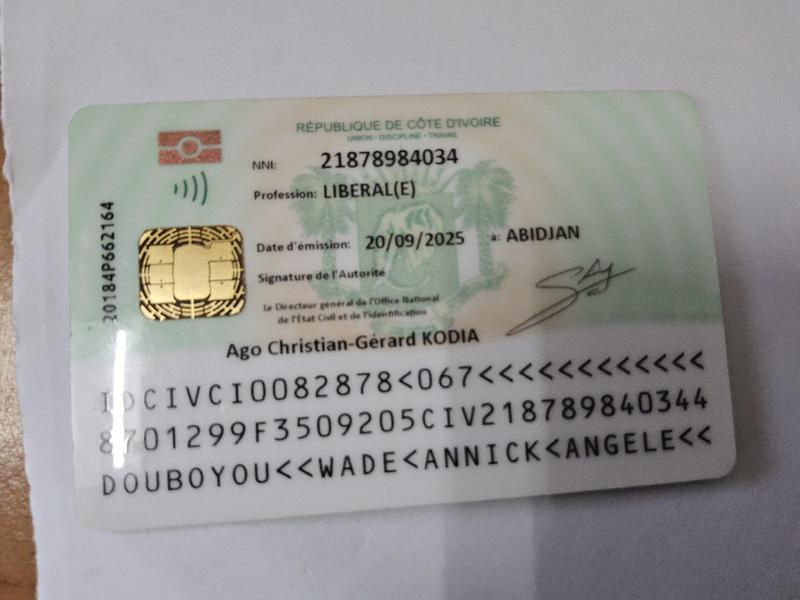 RÉPUBLIQUE DE CÔTE D'IVOIRE
UNION - DISCIPLINE - TRAVAIL
NNI: 21878984034
Profession: LIBERAL(E)
Date d'émission: 20/09/2025 à: ABIDJAN
Signature de l'Autorité
Le Directeur général de l'Office National
de l'État Civil et de l'Identification
Ago Christian-Gérard KODIA
20184P662164
IDCIVCI0082878<067<<<<<<<<<<<<
8701299F3509205CIV218789840344
DOUBOYOU<<WADE<ANNICK<ANGELE<<